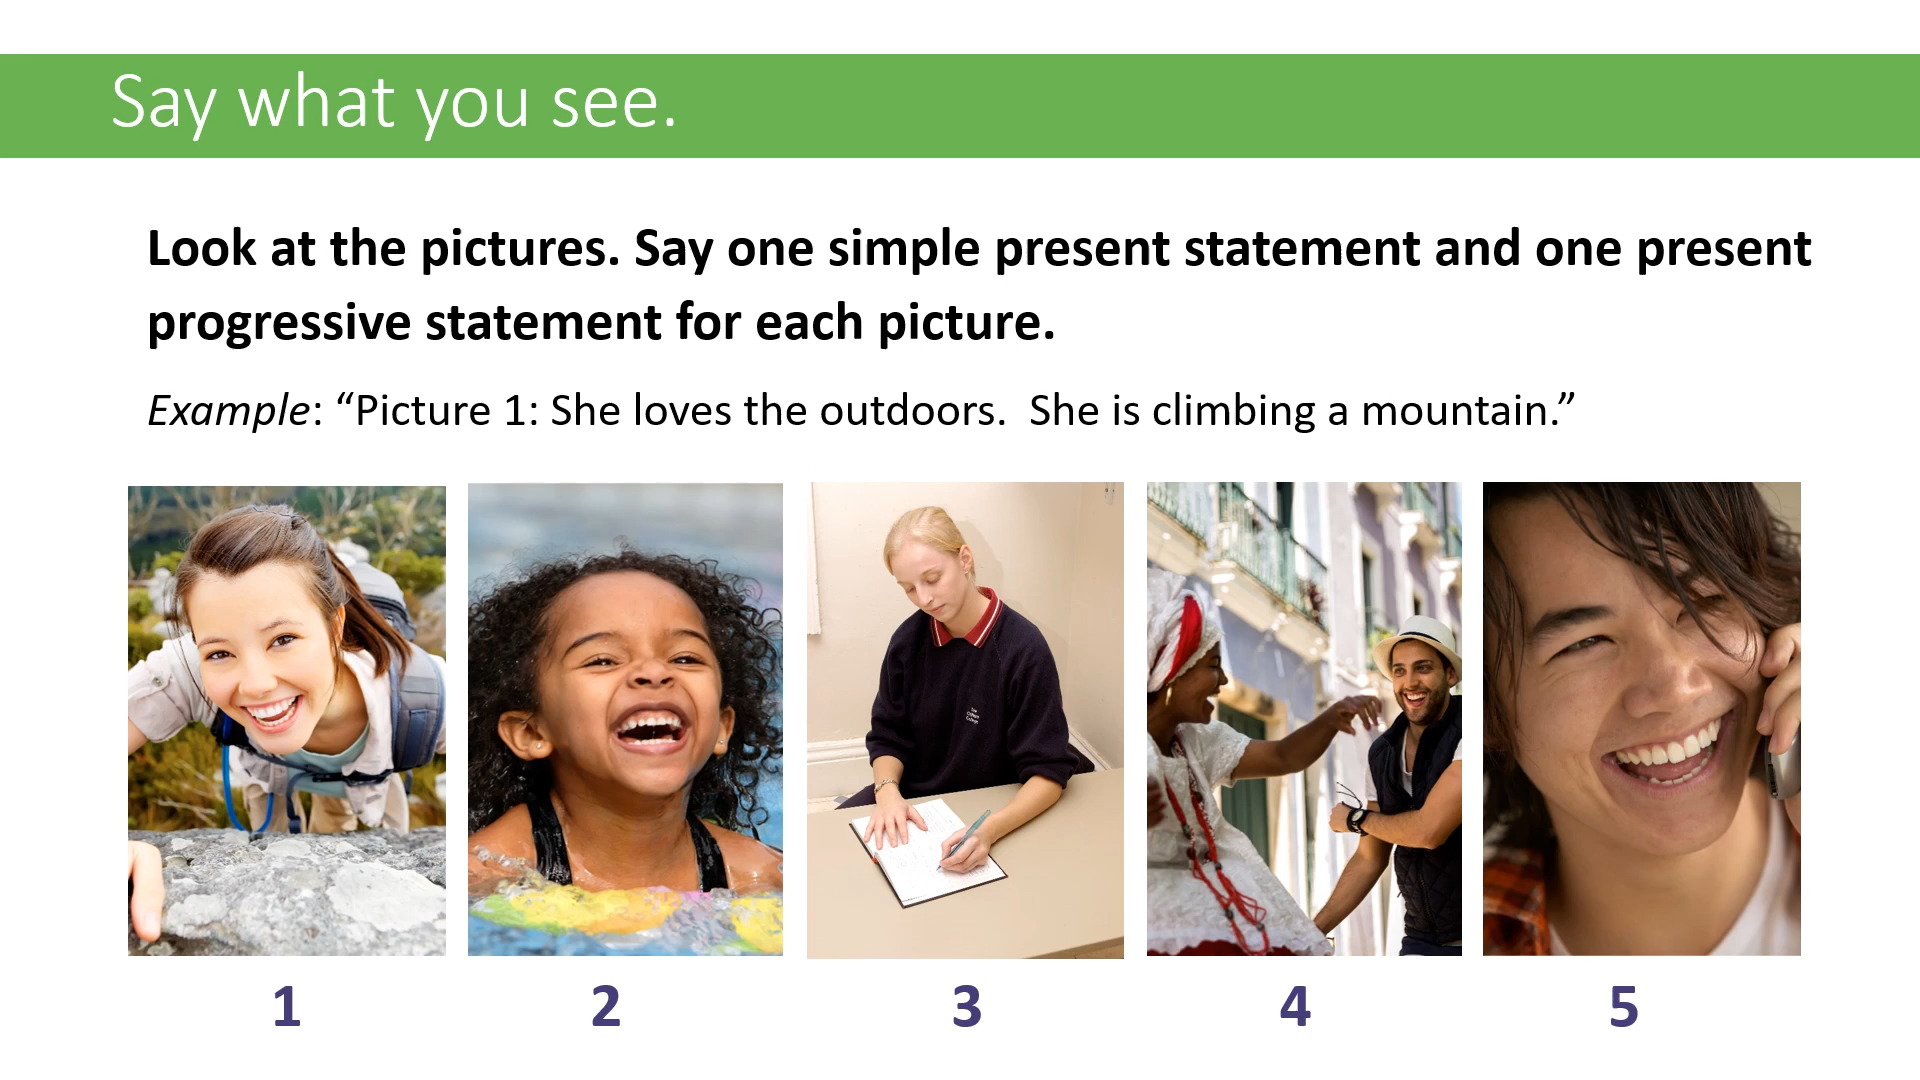 Say what you see.
Look at the pictures. Say one simple present statement and one present
progressive statement for each picture.
Example: “Picture 1: She loves the outdoors.  She is climbing a mountain.”
1 2 3 4 5